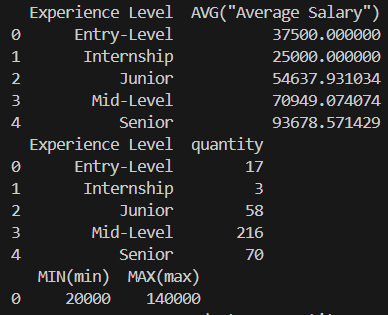 Experience Level AVG("Average Salary")
0 Entry-Level 37500.000000
1 Internship 25000.000000
2 Junior 54637.931034
3 Mid-Level 70949.074074
4 Senior 93678.571429
Experience Level quantity
0 Entry-Level 17
1 Internship 3
2 Junior 58
3 Mid-Level 216
4 Senior 70
MIN(min) MAX(max)
0 20000 140000